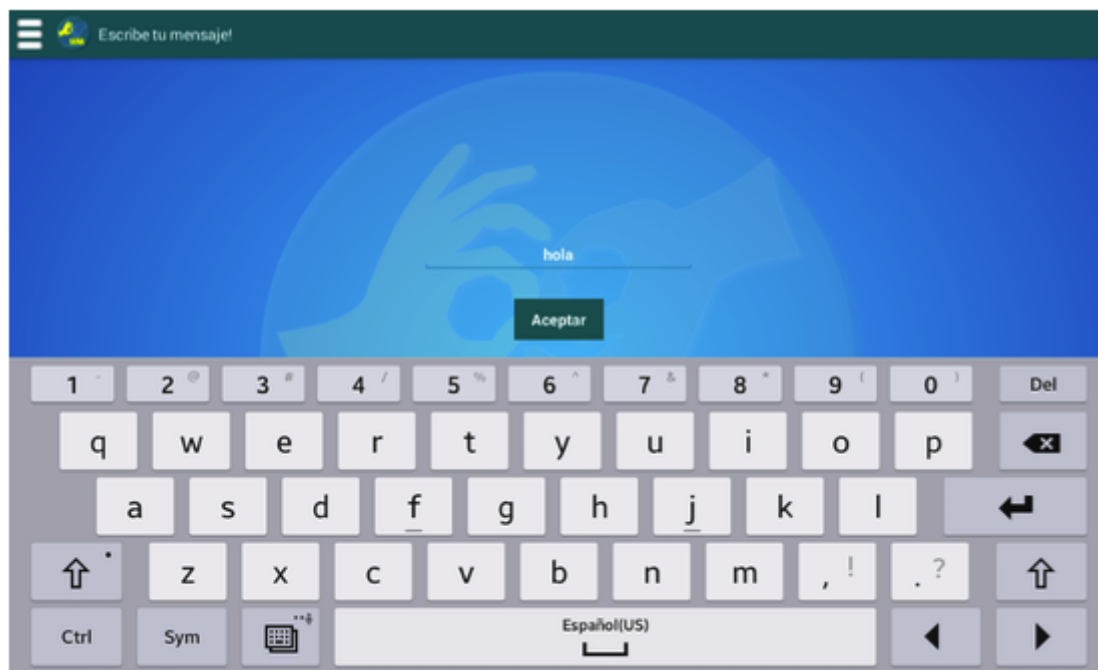 Escribe tu mensaje!
hola
Aceptar
1 - 2 @ 3 # 4 / 5 % 6 ^ 7 & 8 * 9 ( 0 ) Del
q w e r t y u i o p
a s d f g h j k l
z x c v b n m , ! . ?
Ctrl Sym Español(US)